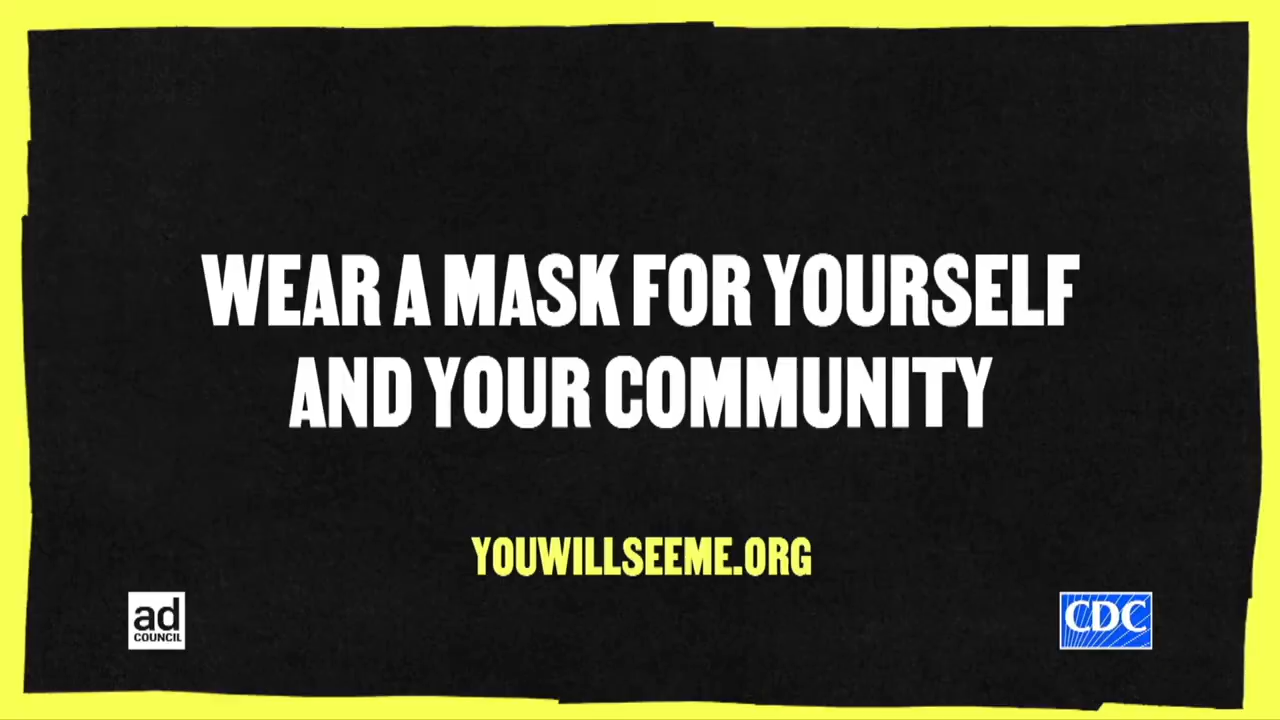 WEAR A MASK FOR YOURSELF
AND YOUR COMMUNITY
YOUWILLSEEME.ORG
ad
COUNCIL
CDC